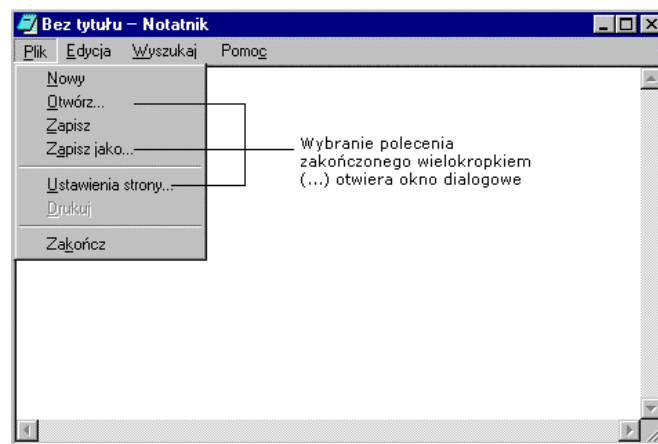 Bez tytułu – Notatnik
Plik Edycja Wyszukaj Pomoc
Nowy
Otwórz...
Zapisz
Zapisz jako...
Ustawienia strony...
Drukuj
Zakończ
Wybranie polecenia
zakończonego wielokropkiem
(...) otwiera okno dialogowe